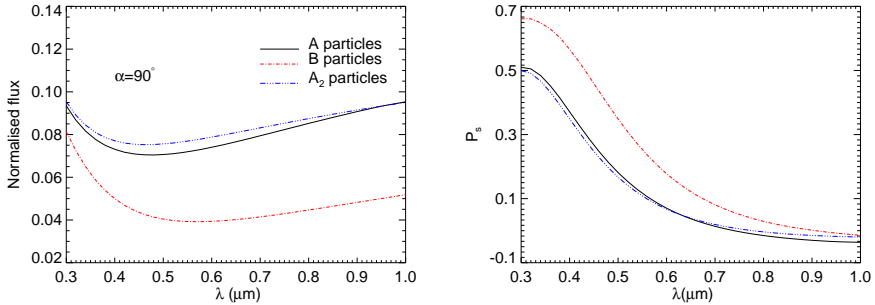 0.14
0.12
0.10
0.08
0.06
0.04
0.02
Normalised flux
α=90°
A particles
B particles
A₂ particles
0.3 0.4 0.5 0.6 0.7 0.8 0.9 1.0
λ (μm)
0.7
0.5
0.3
0.1
-0.1
Pₛ
0.3 0.4 0.5 0.6 0.7 0.8 0.9 1.0
λ(μm)